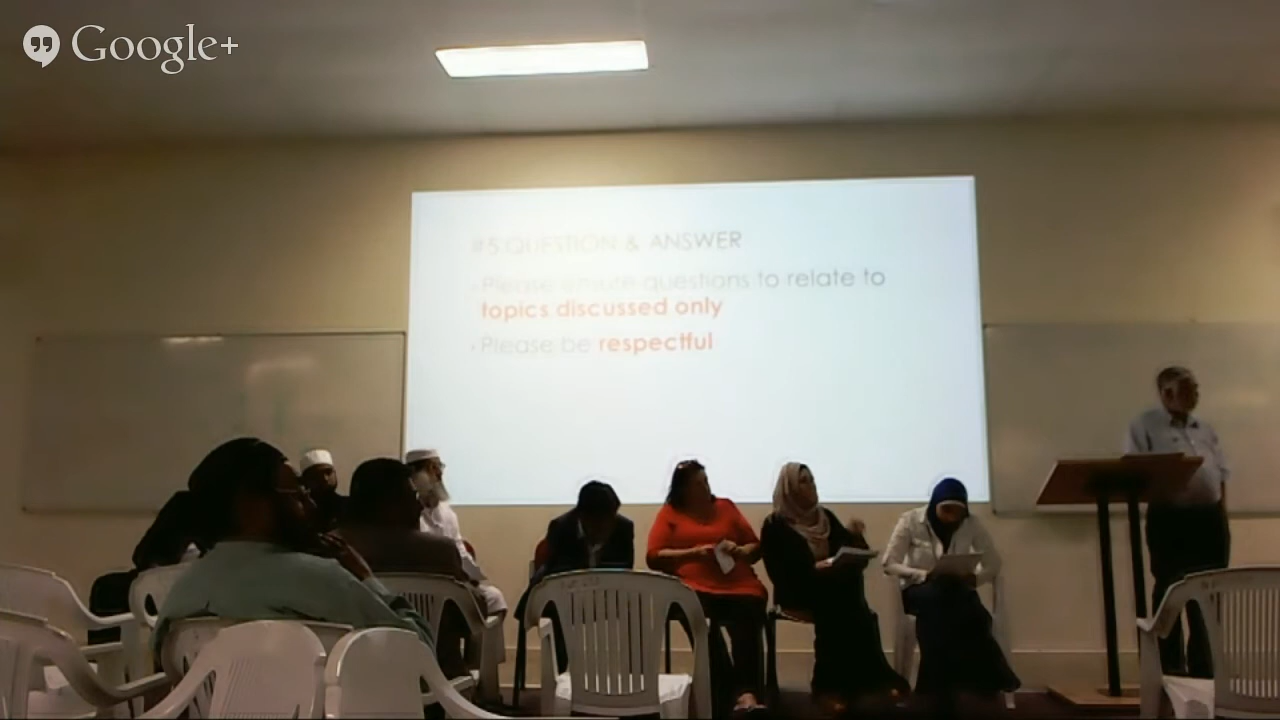 Google+
#5 QUESTION & ANSWER
Please ensure questions to relate to
topics discussed only
Please be respectful